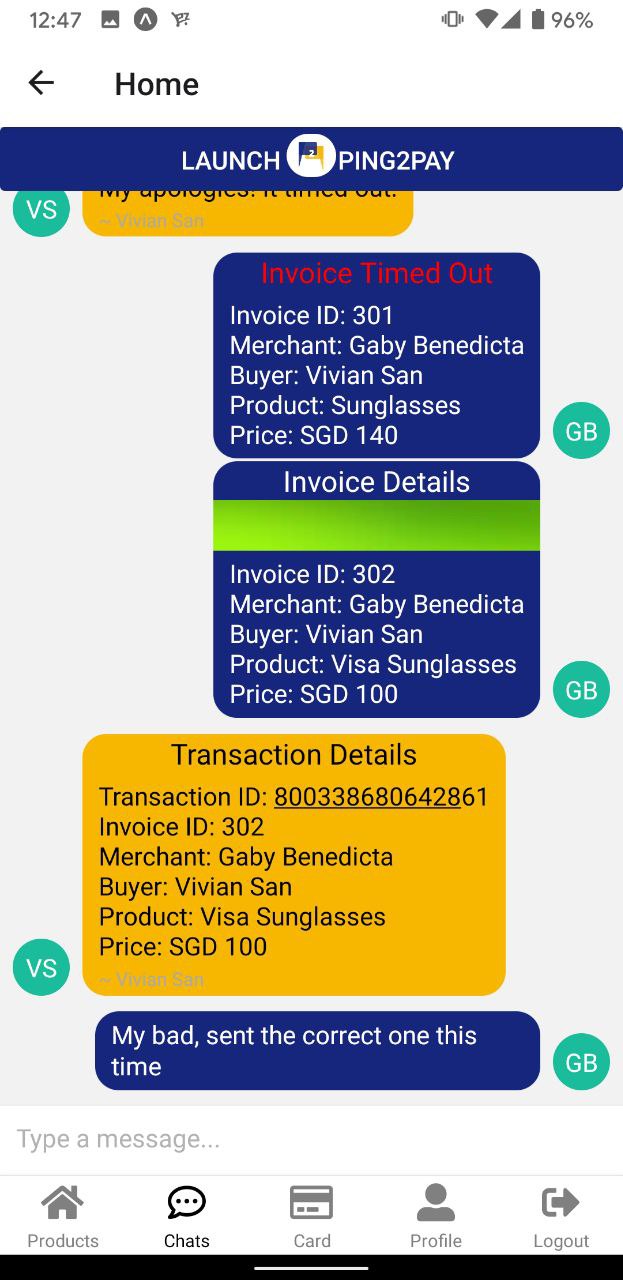 12:47
96%
Home
LAUNCH PING2PAY
My apologies! It timed out.
VS
~ Vivian San
Invoice Timed Out
Invoice ID: 301
Merchant: Gaby Benedicta
Buyer: Vivian San
Product: Sunglasses
Price: SGD 140
GB
Invoice Details
Invoice ID: 302
Merchant: Gaby Benedicta
Buyer: Vivian San
Product: Visa Sunglasses
Price: SGD 100
GB
Transaction Details
Transaction ID: 800338680642861
Invoice ID: 302
Merchant: Gaby Benedicta
Buyer: Vivian San
Product: Visa Sunglasses
Price: SGD 100
VS
~ Vivian San
My bad, sent the correct one this
time
GB
Type a message...
Products Chats Card Profile Logout